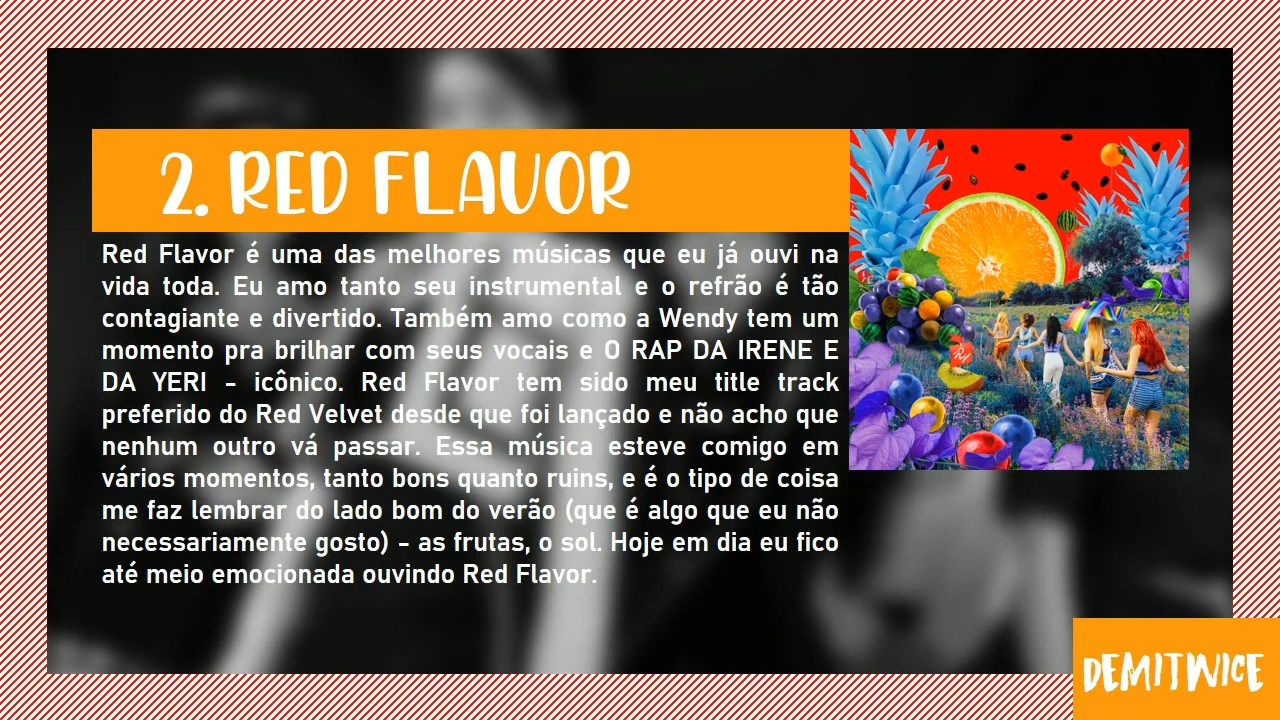 2. RED FLAVOR
Red Flavor é uma das melhores músicas que eu já ouvi na
vida toda. Eu amo tanto seu instrumental e o refrão é tão
contagiante e divertido. Também amo como a Wendy tem um
momento pra brilhar com seus vocais e O RAP DA IRENE E
DA YERI - icônico. Red Flavor tem sido meu title track
preferido do Red Velvet desde que foi lançado e não acho que
nenhum outro vá passar. Essa música esteve comigo em
vários momentos, tanto bons quanto ruins, e é o tipo de coisa
me faz lembrar do lado bom do verão (que é algo que eu não
necessariamente gosto) - as frutas, o sol. Hoje em dia eu fico
até meio emocionada ouvindo Red Flavor.
DEMITWICE